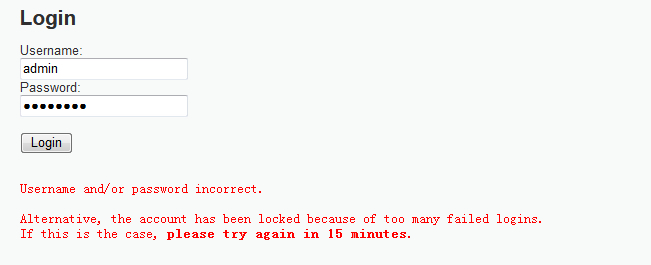 Login
Username:
admin
Password:
●●●●●●●●
Login
Username and/or password incorrect.
Alternative, the account has been locked because of too many failed logins.
If this is the case, please try again in 15 minutes.